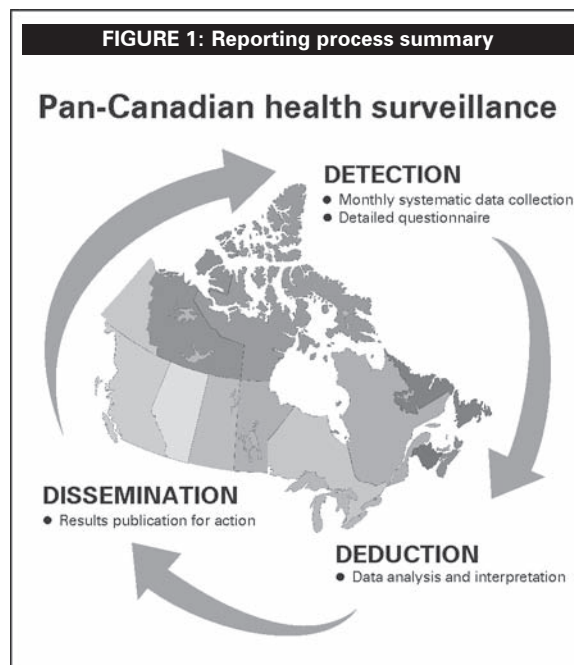 FIGURE 1: Reporting process summary
Pan-Canadian health surveillance
DETECTION
● Monthly systematic data collection
● Detailed questionnaire
DISSEMINATION
● Results publication for action
DEDUCTION
● Data analysis and interpretation